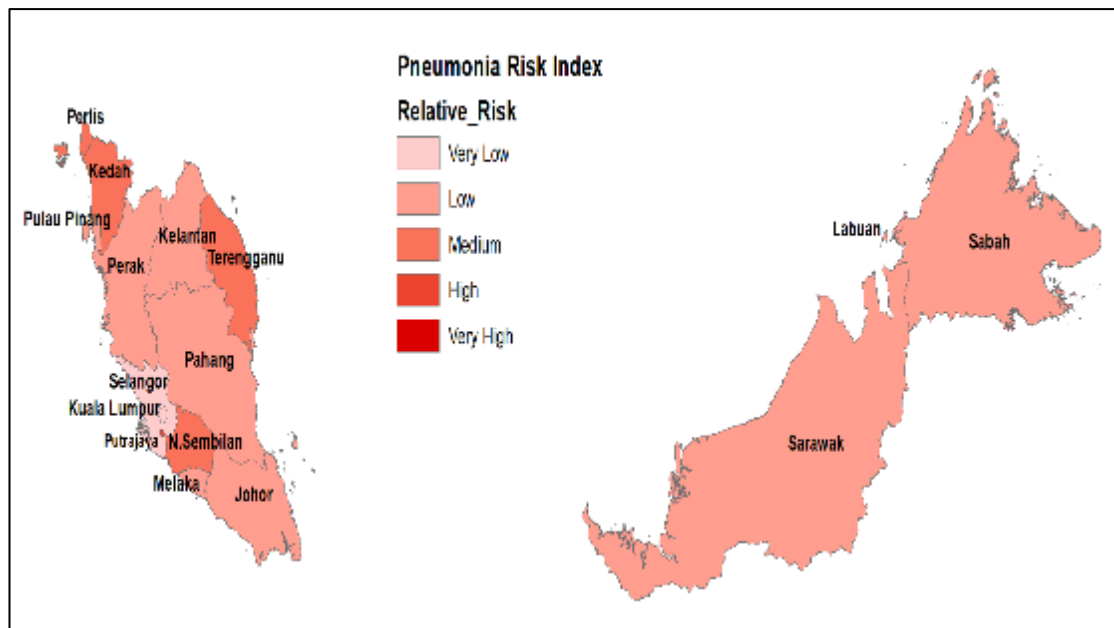 Pneumonia Risk Index
Relative_Risk
Very Low
Low
Medium
High
Very High
Perlis
Kedah
Pulau Pinang
Kelantan
Terengganu
Perak
Pahang
Selangor
Kuala Lumpur
Putrajaya
N.Sembilan
Melaka
Johor
Labuan
Sabah
Sarawak